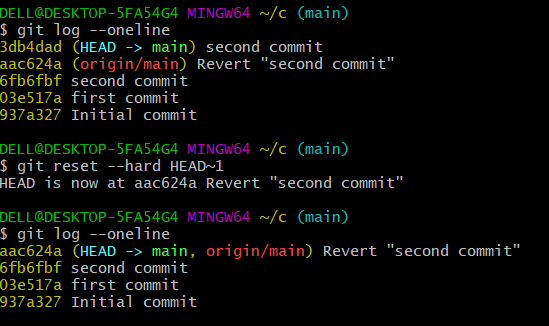 DELL@DESKTOP-5FA54G4 MINGW64 ~/c (main)
$ git log --oneline
3db4dad (HEAD -> main) second commit
aac624a (origin/main) Revert "second commit"
6fb6fbf second commit
03e517a first commit
937a327 Initial commit
DELL@DESKTOP-5FA54G4 MINGW64 ~/c (main)
$ git reset --hard HEAD~1
HEAD is now at aac624a Revert "second commit"
DELL@DESKTOP-5FA54G4 MINGW64 ~/c (main)
$ git log --oneline
aac624a (HEAD -> main, origin/main) Revert "second commit"
6fb6fbf second commit
03e517a first commit
937a327 Initial commit